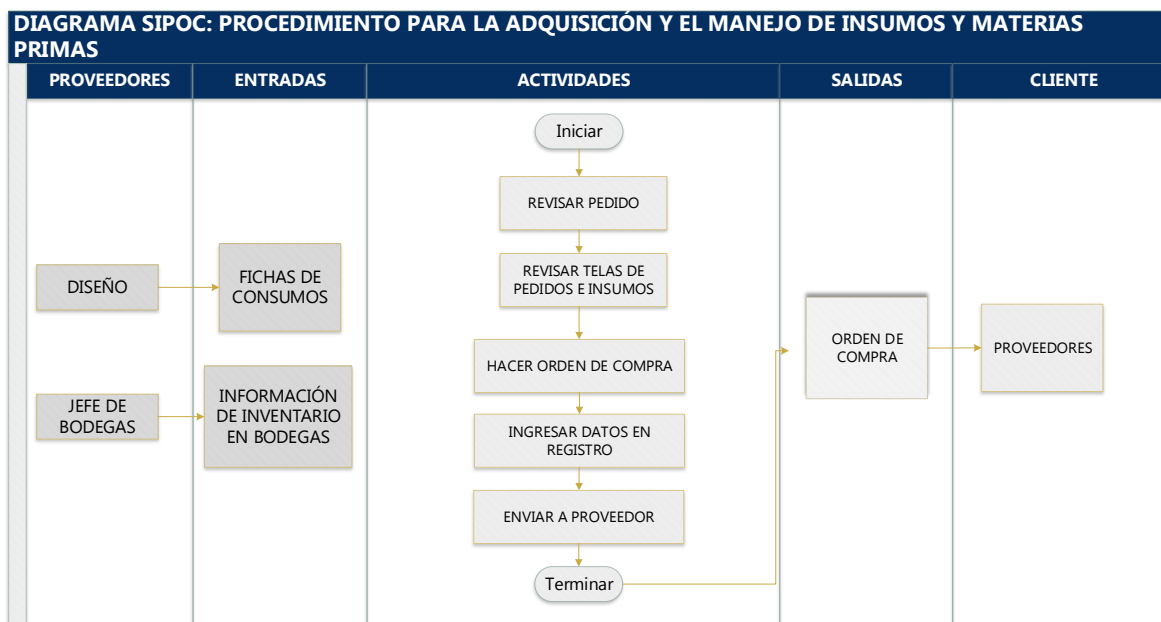 DIAGRAMA SIPOC: PROCEDIMIENTO PARA LA ADQUISICIÓN Y EL MANEJO DE INSUMOS Y MATERIAS
PRIMAS
PROVEEDORES
ENTRADAS
ACTIVIDADES
SALIDAS
CLIENTE
DISEÑO
JEFE DE
BODEGAS
FICHAS DE
CONSUMOS
INFORMACIÓN
DE INVENTARIO
EN BODEGAS
Iniciar
REVISAR PEDIDO
REVISAR TELAS DE
PEDIDOS E INSUMOS
HACER ORDEN DE COMPRA
INGRESAR DATOS EN
REGISTRO
ENVIAR A PROVEEDOR
Terminar
ORDEN DE
COMPRA
PROVEEDORES